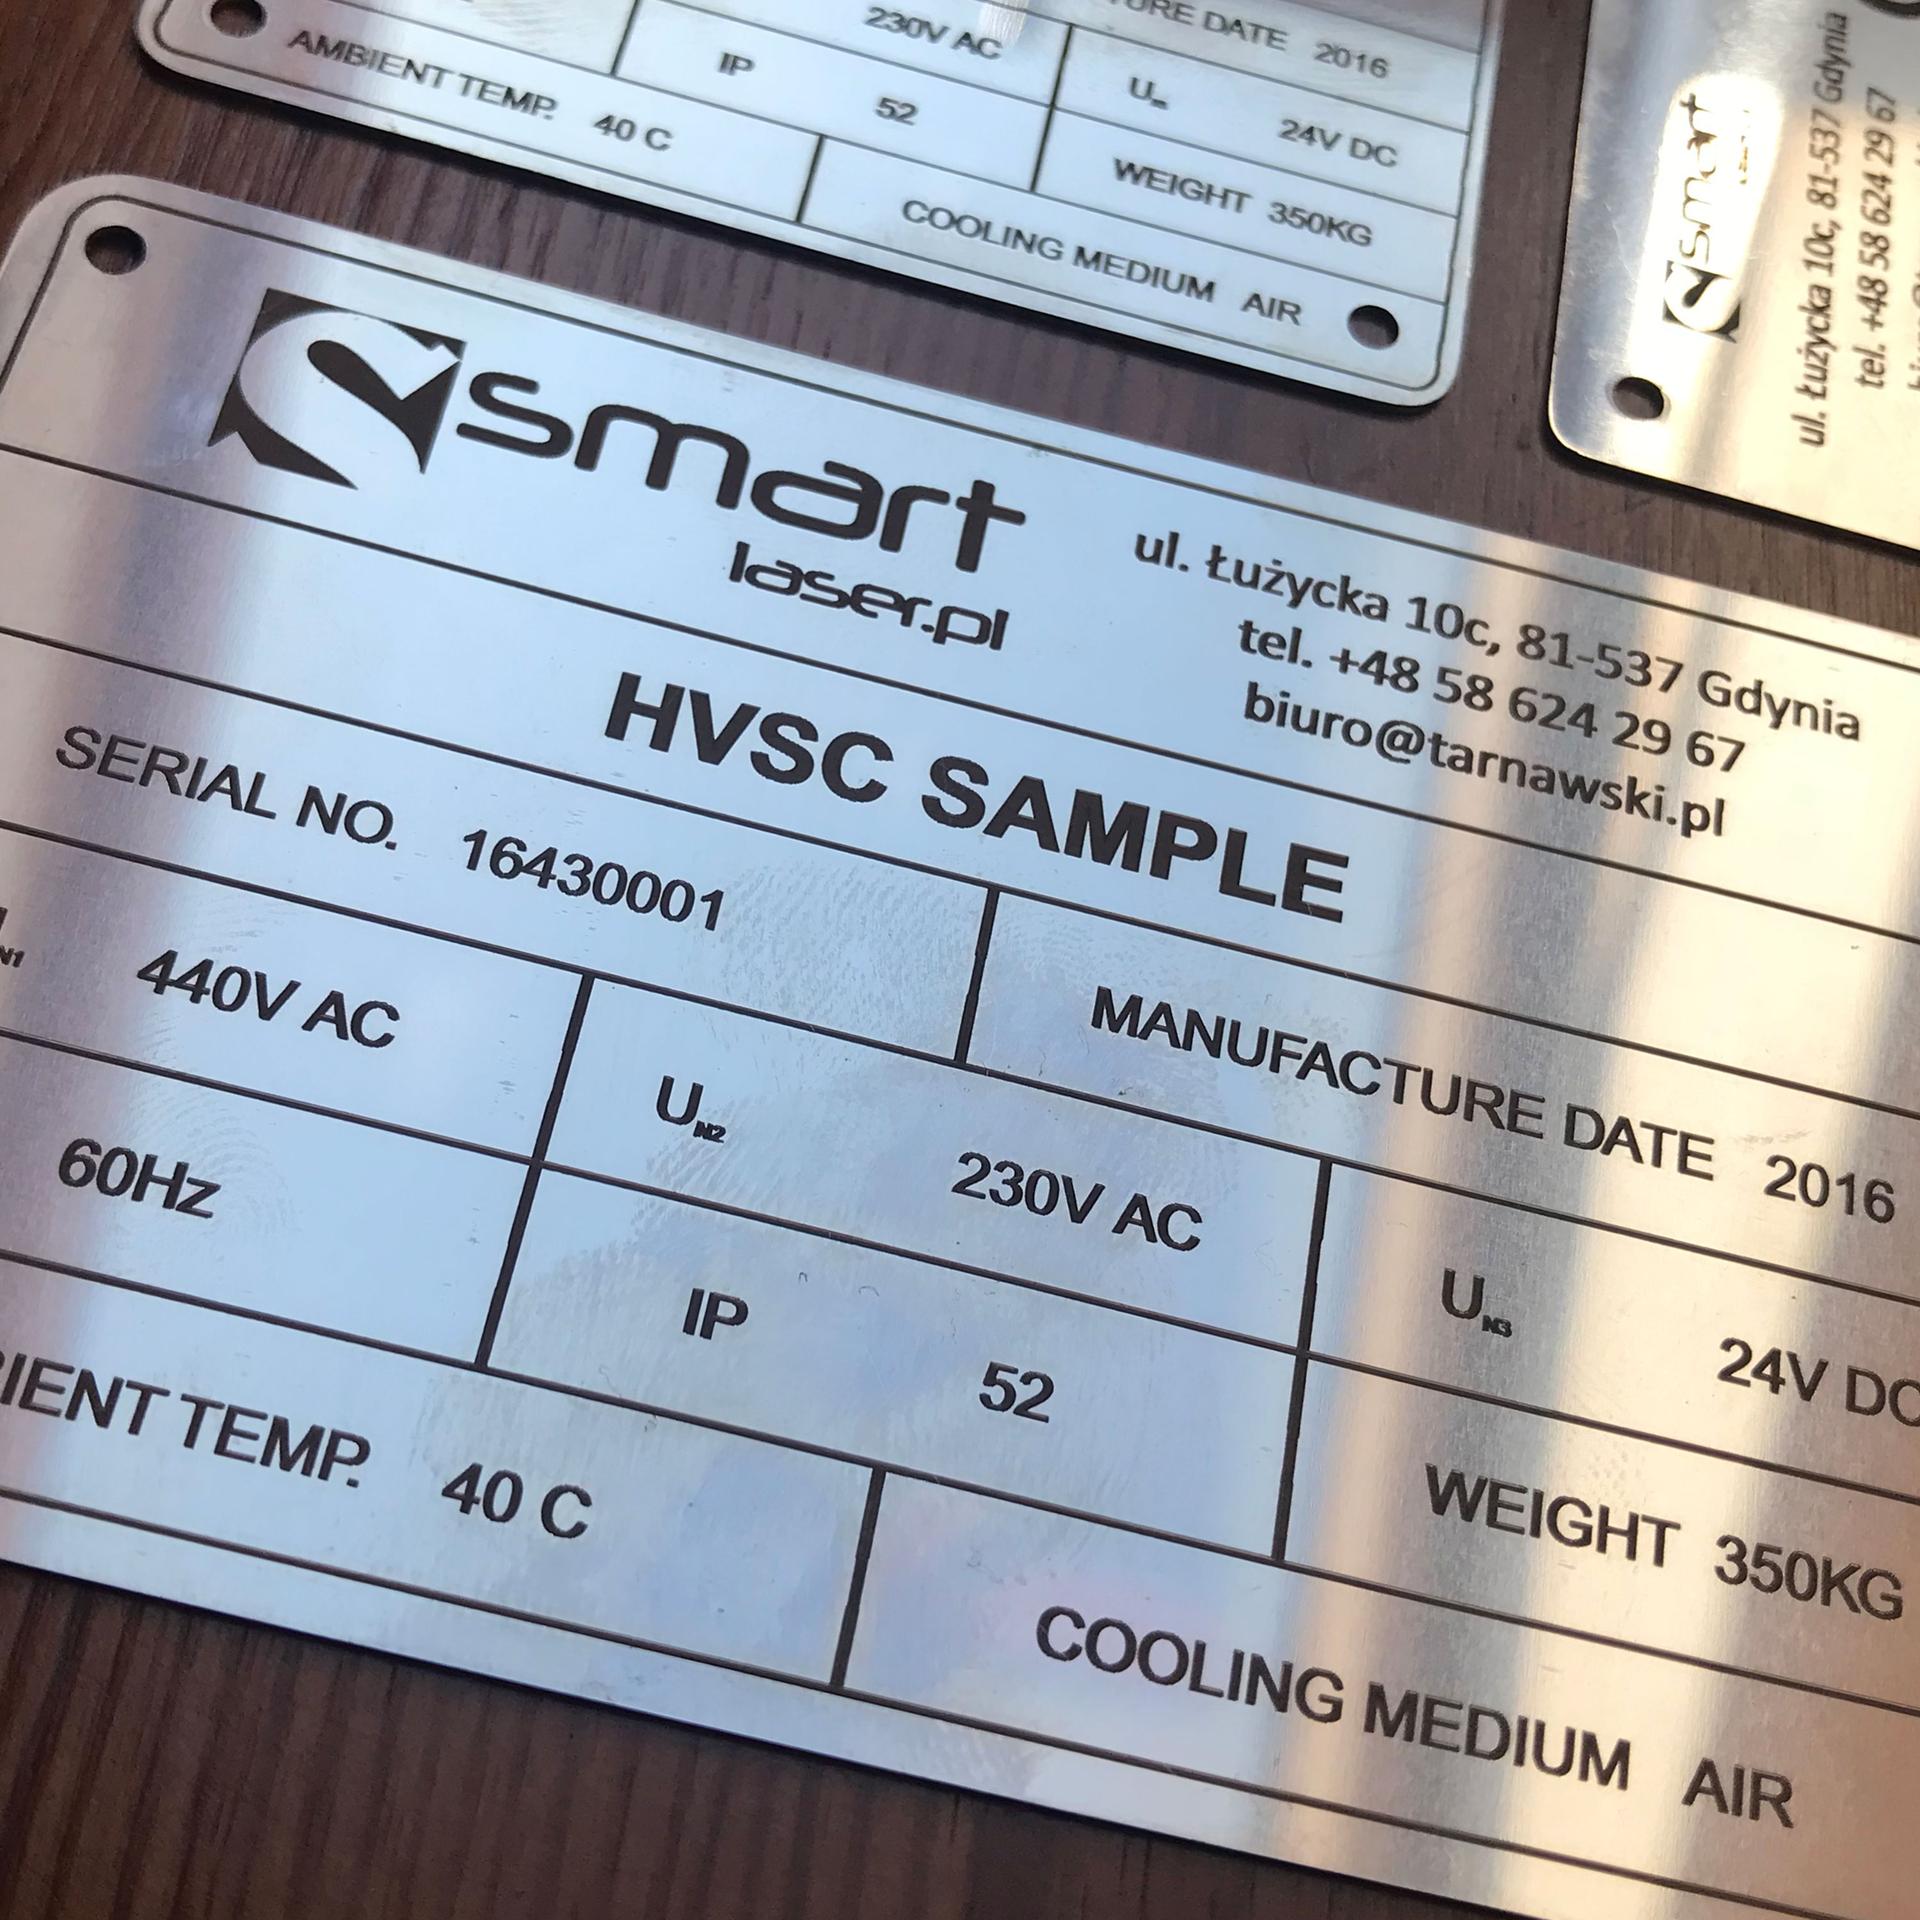 230V AC
TURE DATE 2016
IP
52
U
24V DC
AMBIENT TEMP. 40 C
WEIGHT 350KG
COOLING MEDIUM AIR
smart
ul. Łużycka 10c, 81-537 Gdynia
tel. +48 58 624 29 67
smart
laser.pl
ul. Łużycka 10c, 81-537 Gdynia
tel. +48 58 624 29 67
biuro@tarnawski.pl
HVSC SAMPLE
SERIAL NO. 16430001
MANUFACTURE DATE 2016
N1 440V AC
UN2 230V AC
UN3 24V DC
60Hz
IP 52
WEIGHT 350KG
IENT TEMP. 40 C
COOLING MEDIUM AIR